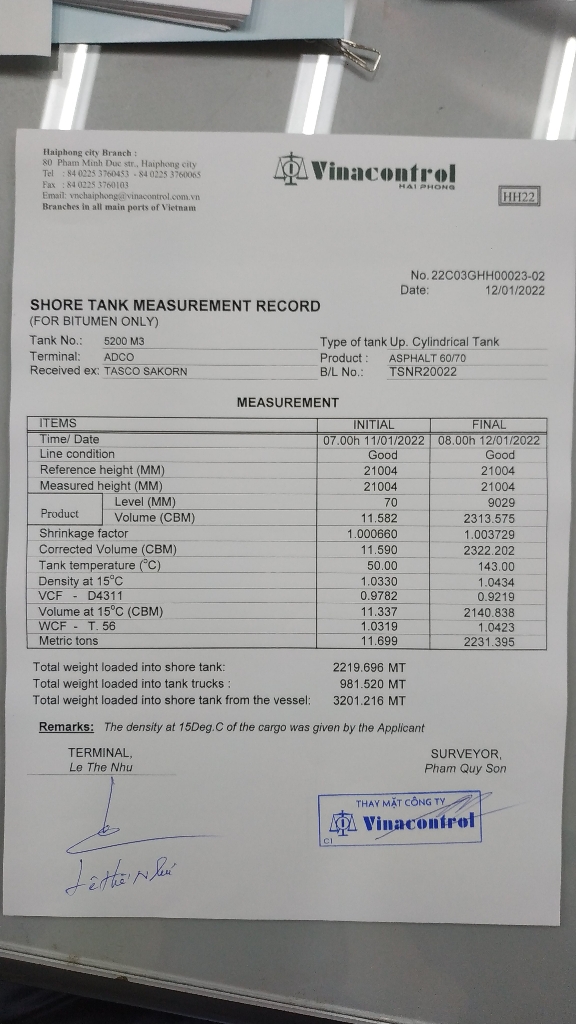 Haiphong city Branch :
80 Pham Minh Duc str., Haiphong city
Tel : 84 0225 3760453 - 84 0225 3760065
Fax : 84 0225 3760103
Email: vnchaiphong@vinacontrol.com.vn
Branches in all main ports of Vietnam
Vinacontrol
HAI PHONG
HH22
No. 22C03GHH00023-02
Date: 12/01/2022
SHORE TANK MEASUREMENT RECORD
(FOR BITUMEN ONLY)
Tank No.: 5200 M3 Type of tank Up. Cylindrical Tank
Terminal: ADCO Product : ASPHALT 60/70
Received ex: TASCO SAKORN B/L No.: TSNR20022
MEASUREMENT
ITEMS INITIAL FINAL
Time/ Date 07.00h 11/01/2022 08.00h 12/01/2022
Line condition Good Good
Reference height (MM) 21004 21004
Measured height (MM) 21004 21004
Product Level (MM) 70 9029
Volume (CBM) 11.582 2313.575
Shrinkage factor 1.000660 1.003729
Corrected Volume (CBM) 11.590 2322.202
Tank temperature (°C) 50.00 143.00
Density at 15°C 1.0330 1.0434
VCF - D4311 0.9782 0.9219
Volume at 15°C (CBM) 11.337 2140.838
WCF - T. 56 1.0319 1.0423
Metric tons 11.699 2231.395
Total weight loaded into shore tank: 2219.696 MT
Total weight loaded into tank trucks : 981.520 MT
Total weight loaded into shore tank from the vessel: 3201.216 MT
Remarks: The density at 15Deg.C of the cargo was given by the Applicant
TERMINAL, SURVEYOR,
Le The Nhu Pham Quy Son
THAY MẶT CÔNG TY
Vinacontrol
C1
Lê Thế Như